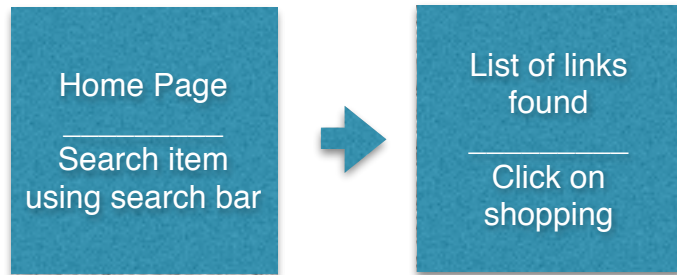 Home Page
Search item
using search bar
List of links
found
Click on
shopping